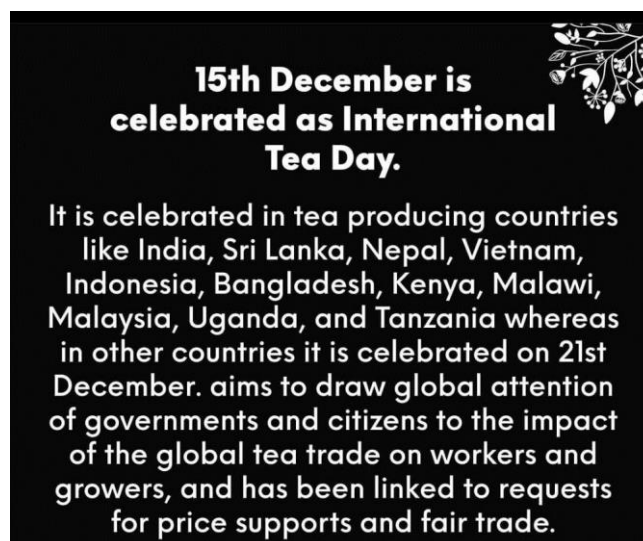 15th December is
celebrated as International
Tea Day.
It is celebrated in tea producing countries
like India, Sri Lanka, Nepal, Vietnam,
Indonesia, Bangladesh, Kenya, Malawi,
Malaysia, Uganda, and Tanzania whereas
in other countries it is celebrated on 21st
December. aims to draw global attention
of governments and citizens to the impact
of the global tea trade on workers and
growers, and has been linked to requests
for price supports and fair trade.